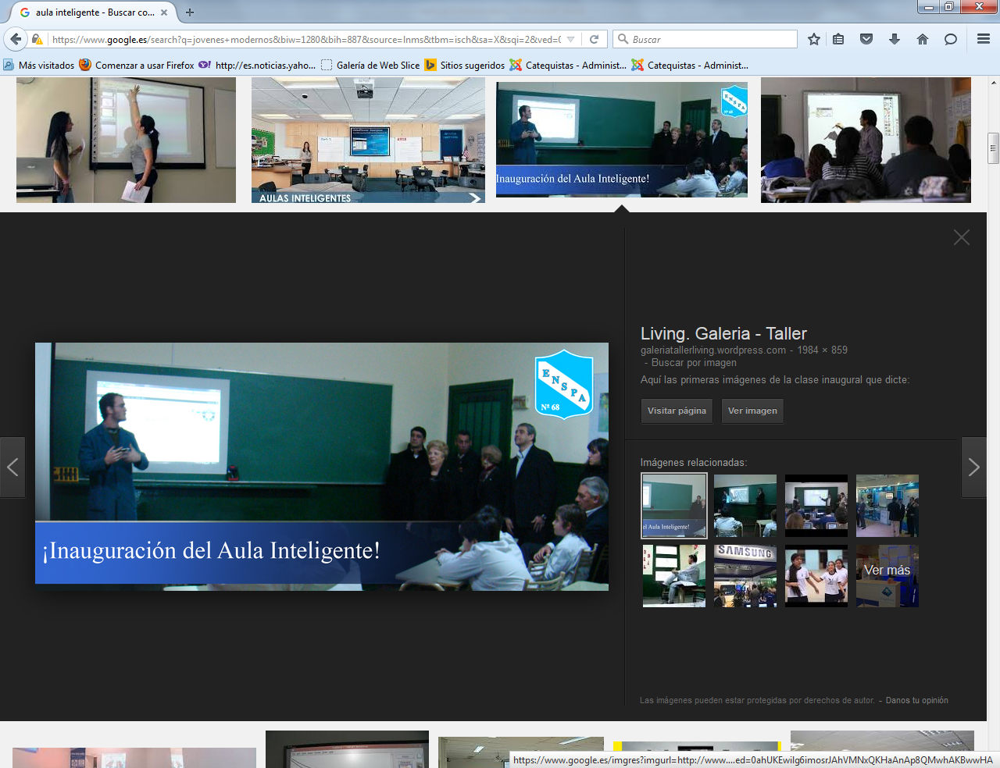 aula inteligente - Buscar co...
https://www.google.es/search?q=jovenes+modernos&biw=1280&bih=887&source=lnms&tbm=isch&sa=X&sqi=2&ved=0
Buscar
Más visitados
Comenzar a usar Firefox
http://es.noticias.yaho...
Galería de Web Slice
Sitios sugeridos
Catequistas - Administ...
Catequistas - Administ...
AULAS INTELIGENTES
ENSPA
Nº 68
Inauguración del Aula Inteligente!
Living. Galeria - Taller
galeriatallerliving.wordpress.com - 1984 × 859
- Buscar por imagen
Aquí las primeras imágenes de la clase inaugural que dicte:
Visitar página
Ver imagen
ENSPA
Nº 68
¡Inauguración del Aula Inteligente!
Imágenes relacionadas:
el Aula Inteligente!
SAMSUNG
Ver más
Las imágenes pueden estar protegidas por derechos de autor. - Danos tu opinión
https://www.google.es/imgres?imgurl=http://www....ed=0ahUKEwilg6imosrJAhVMNxQKHaAnAp8QMwhAKBwwHA